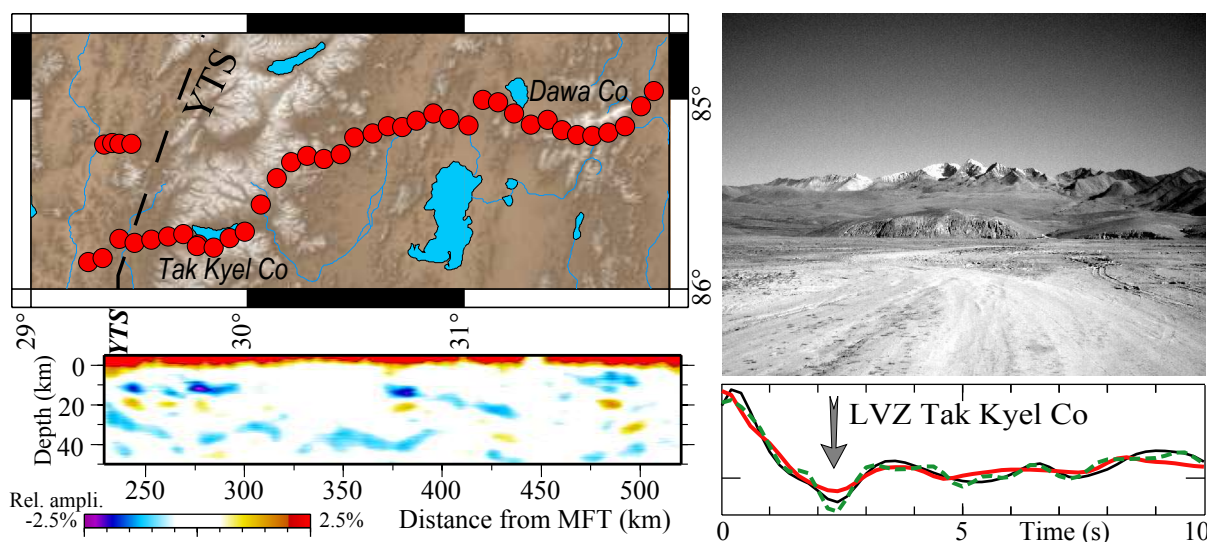 YTS
Dawa Co
85°
Tak Kyel Co
86°
29°
YTS
30°
31°
Depth (km)
0
20
40
250
300
350
400
450
500
Rel. ampli.
-2.5%
2.5%
Distance from MFT (km)
LVZ Tak Kyel Co
0
5
10
Time (s)